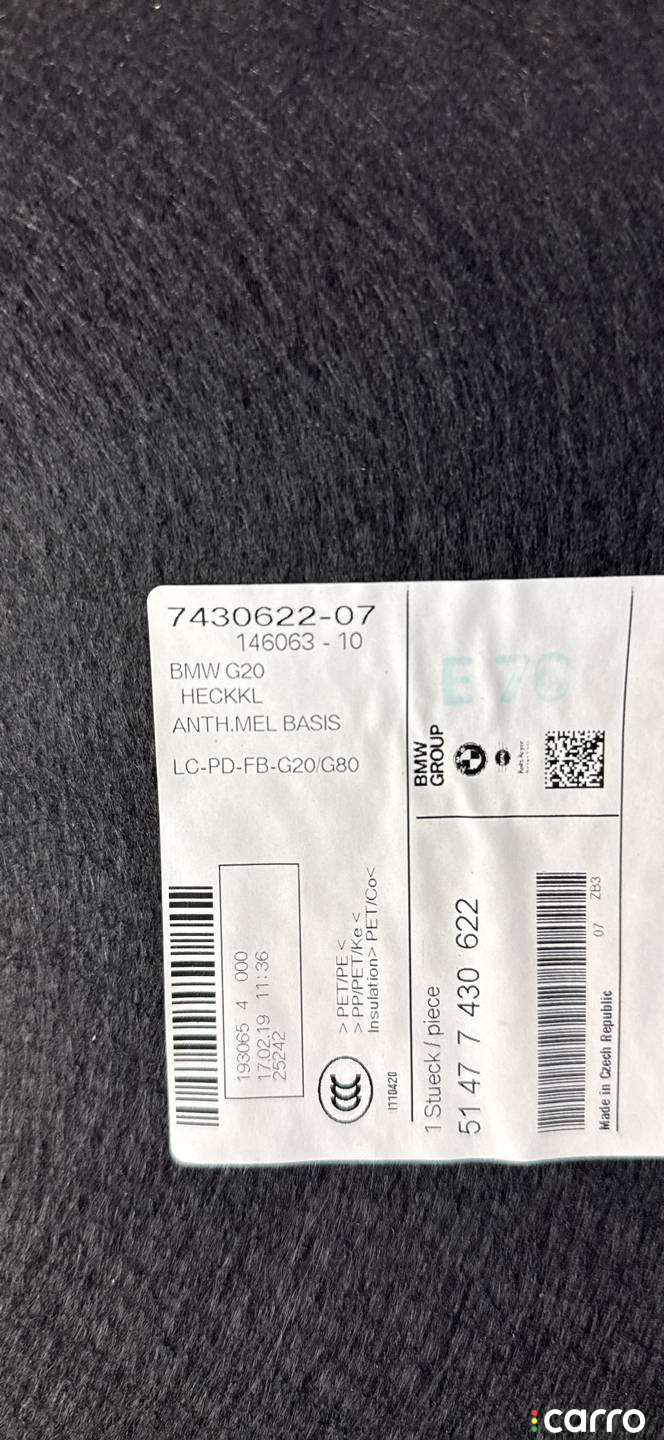 7430622-07
146063 - 10
BMW G20
HECKKL
ANTH.MEL BASIS
LC-PD-FB-G20/G80
193065 4 000
17.02.19 11:36
25242
> PET/PE <
> PP/PET/Ke <
Insulation> PET/Co<
CCC
I110420
E 7
BMW
GROUP
1 Stueck / piece
51 47 7 430 622
07 ZB3
Made in Czech Republic
carro